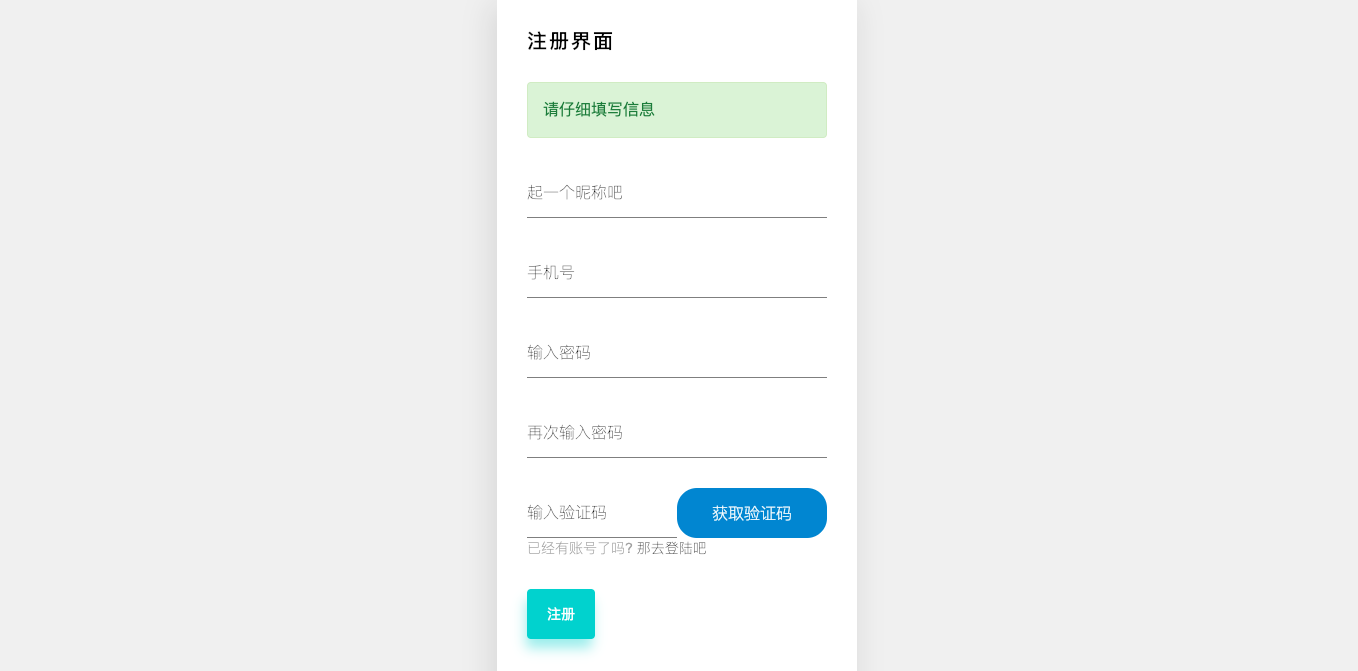 注册界面
请仔细填写信息
起一个昵称吧
手机号
输入密码
再次输入密码
输入验证码
获取验证码
已经有账号了吗? 那去登陆吧
注册